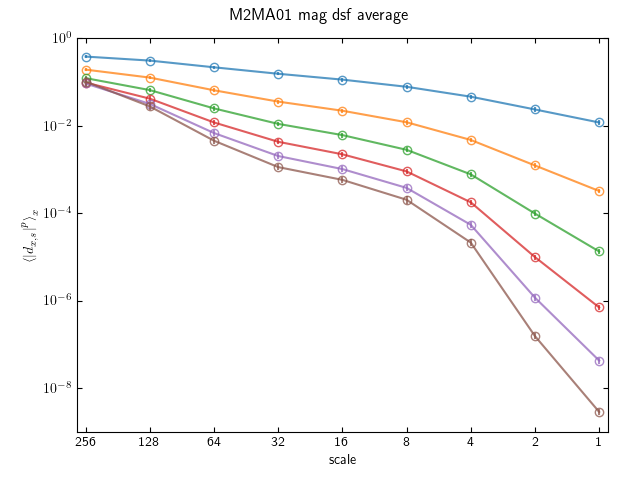 M2MA01 mag dsf average
⟨|d_{x,s}|^p⟩_x
10^0
10^{-2}
10^{-4}
10^{-6}
10^{-8}
256 128 64 32 16 8 4 2 1
scale